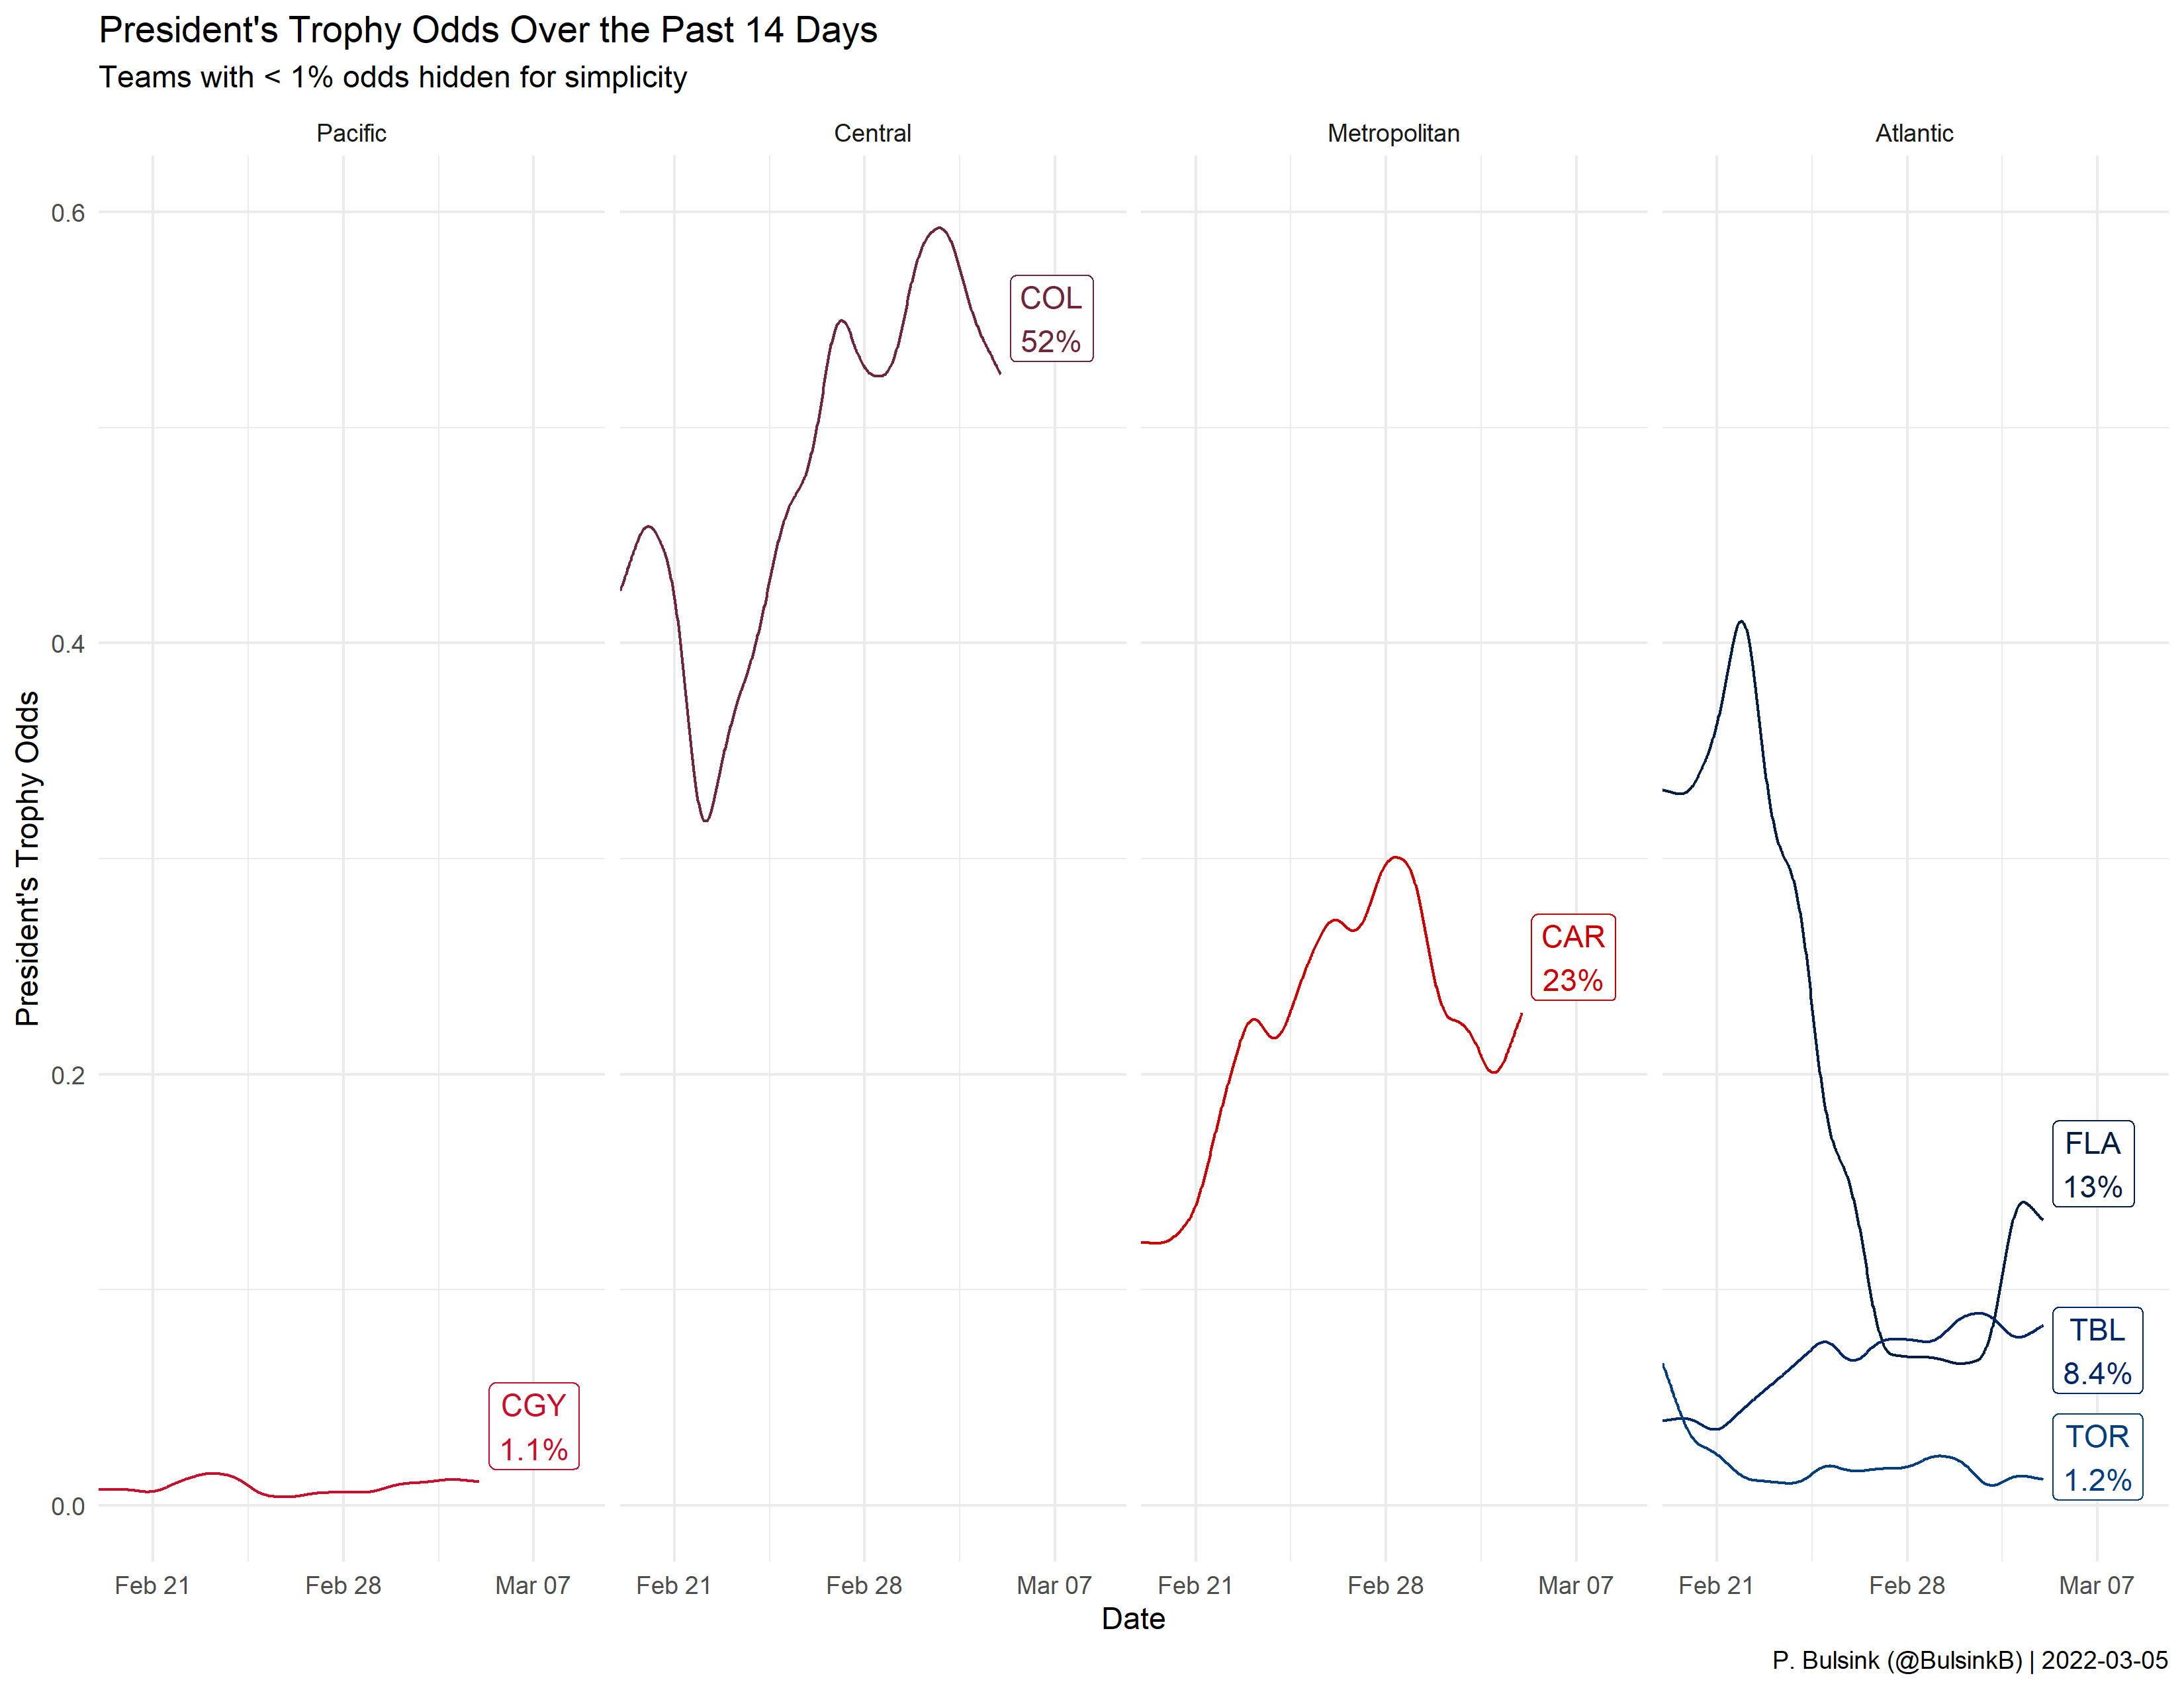 President's Trophy Odds Over the Past 14 Days
Teams with < 1% odds hidden for simplicity
Pacific
Central
Metropolitan
Atlantic
President's Trophy Odds
0.6
0.4
0.2
0.0
COL
52%
CAR
23%
FLA
13%
TBL
8.4%
CGY
1.1%
TOR
1.2%
Feb 21
Feb 28
Mar 07
Feb 21
Feb 28
Mar 07
Feb 21
Feb 28
Mar 07
Feb 21
Feb 28
Mar 07
Date
P. Bulsink (@BulsinkB) | 2022-03-05